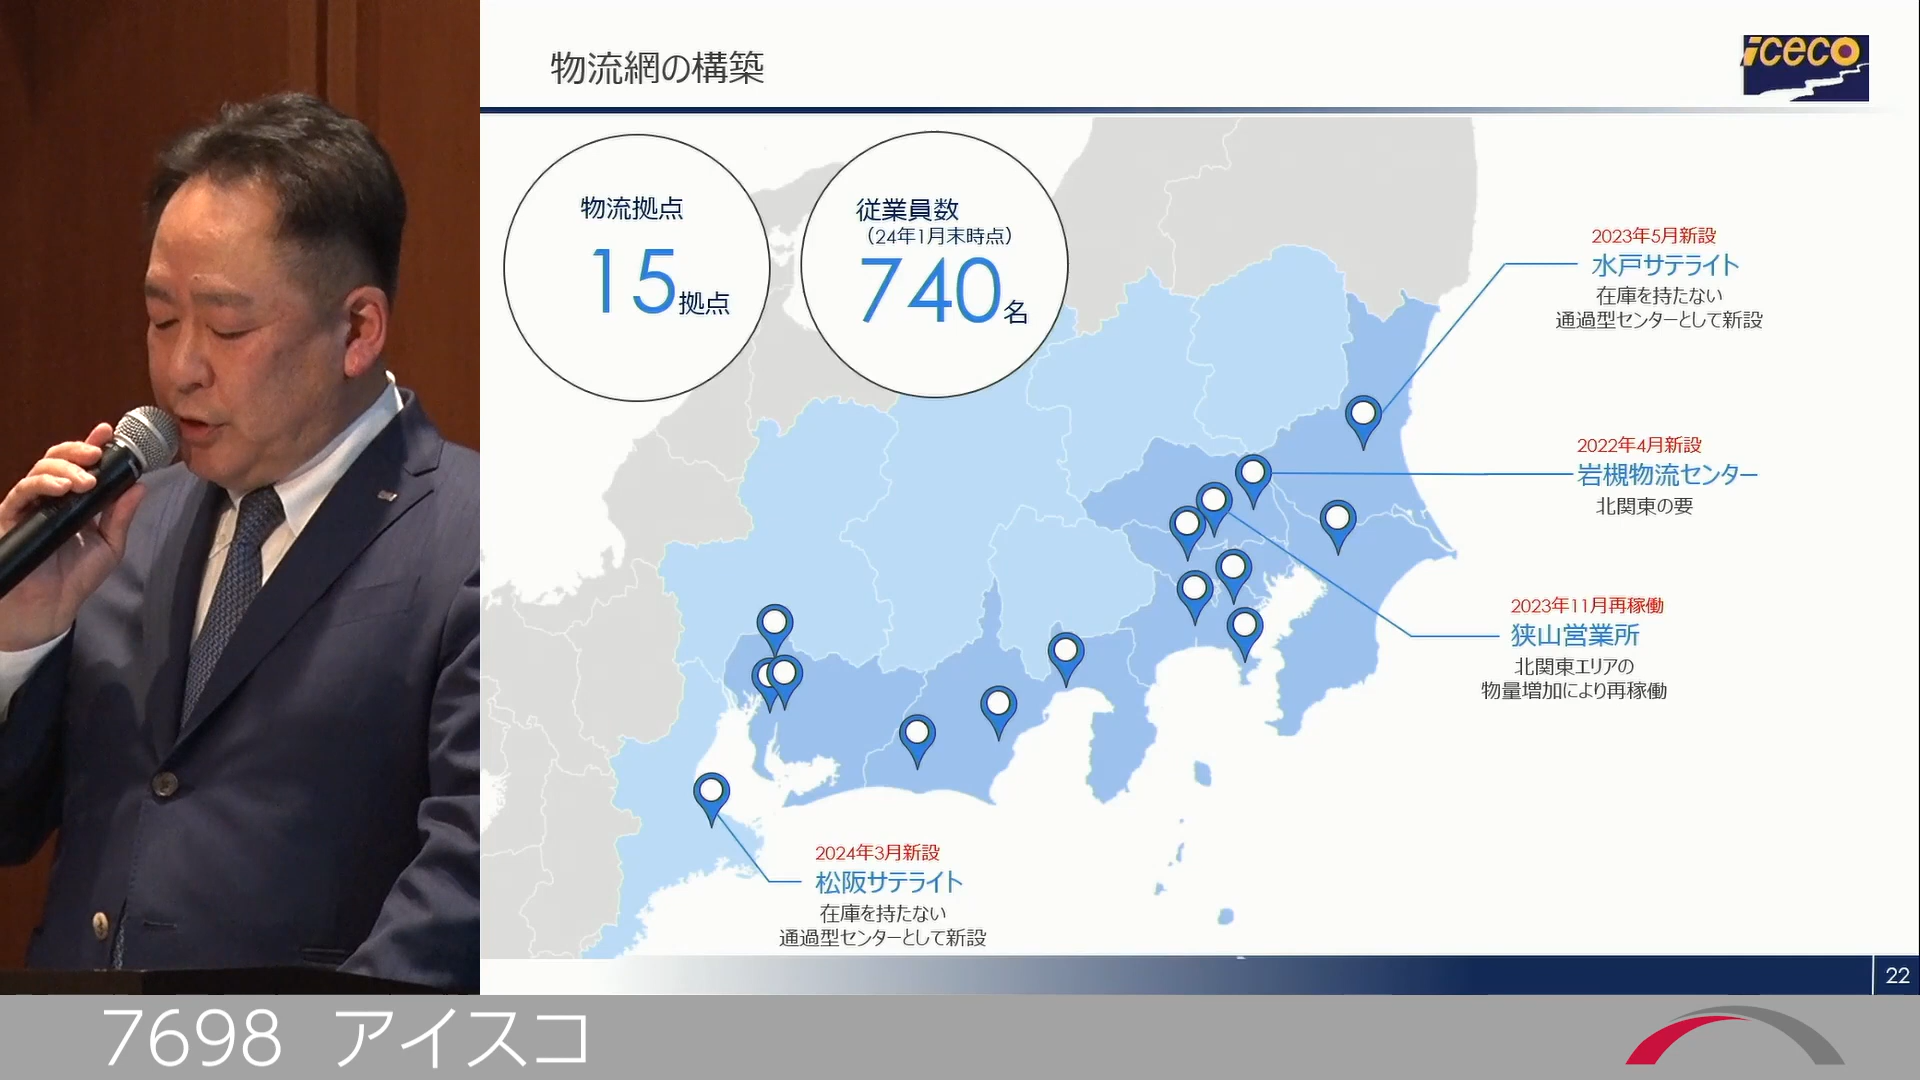 物流網の構築
iceco
物流拠点
15拠点
従業員数
（24年1月末時点）
740名
2023年5月新設
水戸サテライト
在庫を持たない
通過型センターとして新設
2022年4月新設
岩槻物流センター
北関東の要
2023年11月再稼働
狭山営業所
北関東エリアの
物量増加により再稼働
2024年3月新設
松阪サテライト
在庫を持たない
通過型センターとして新設
22
7698 アイスコ